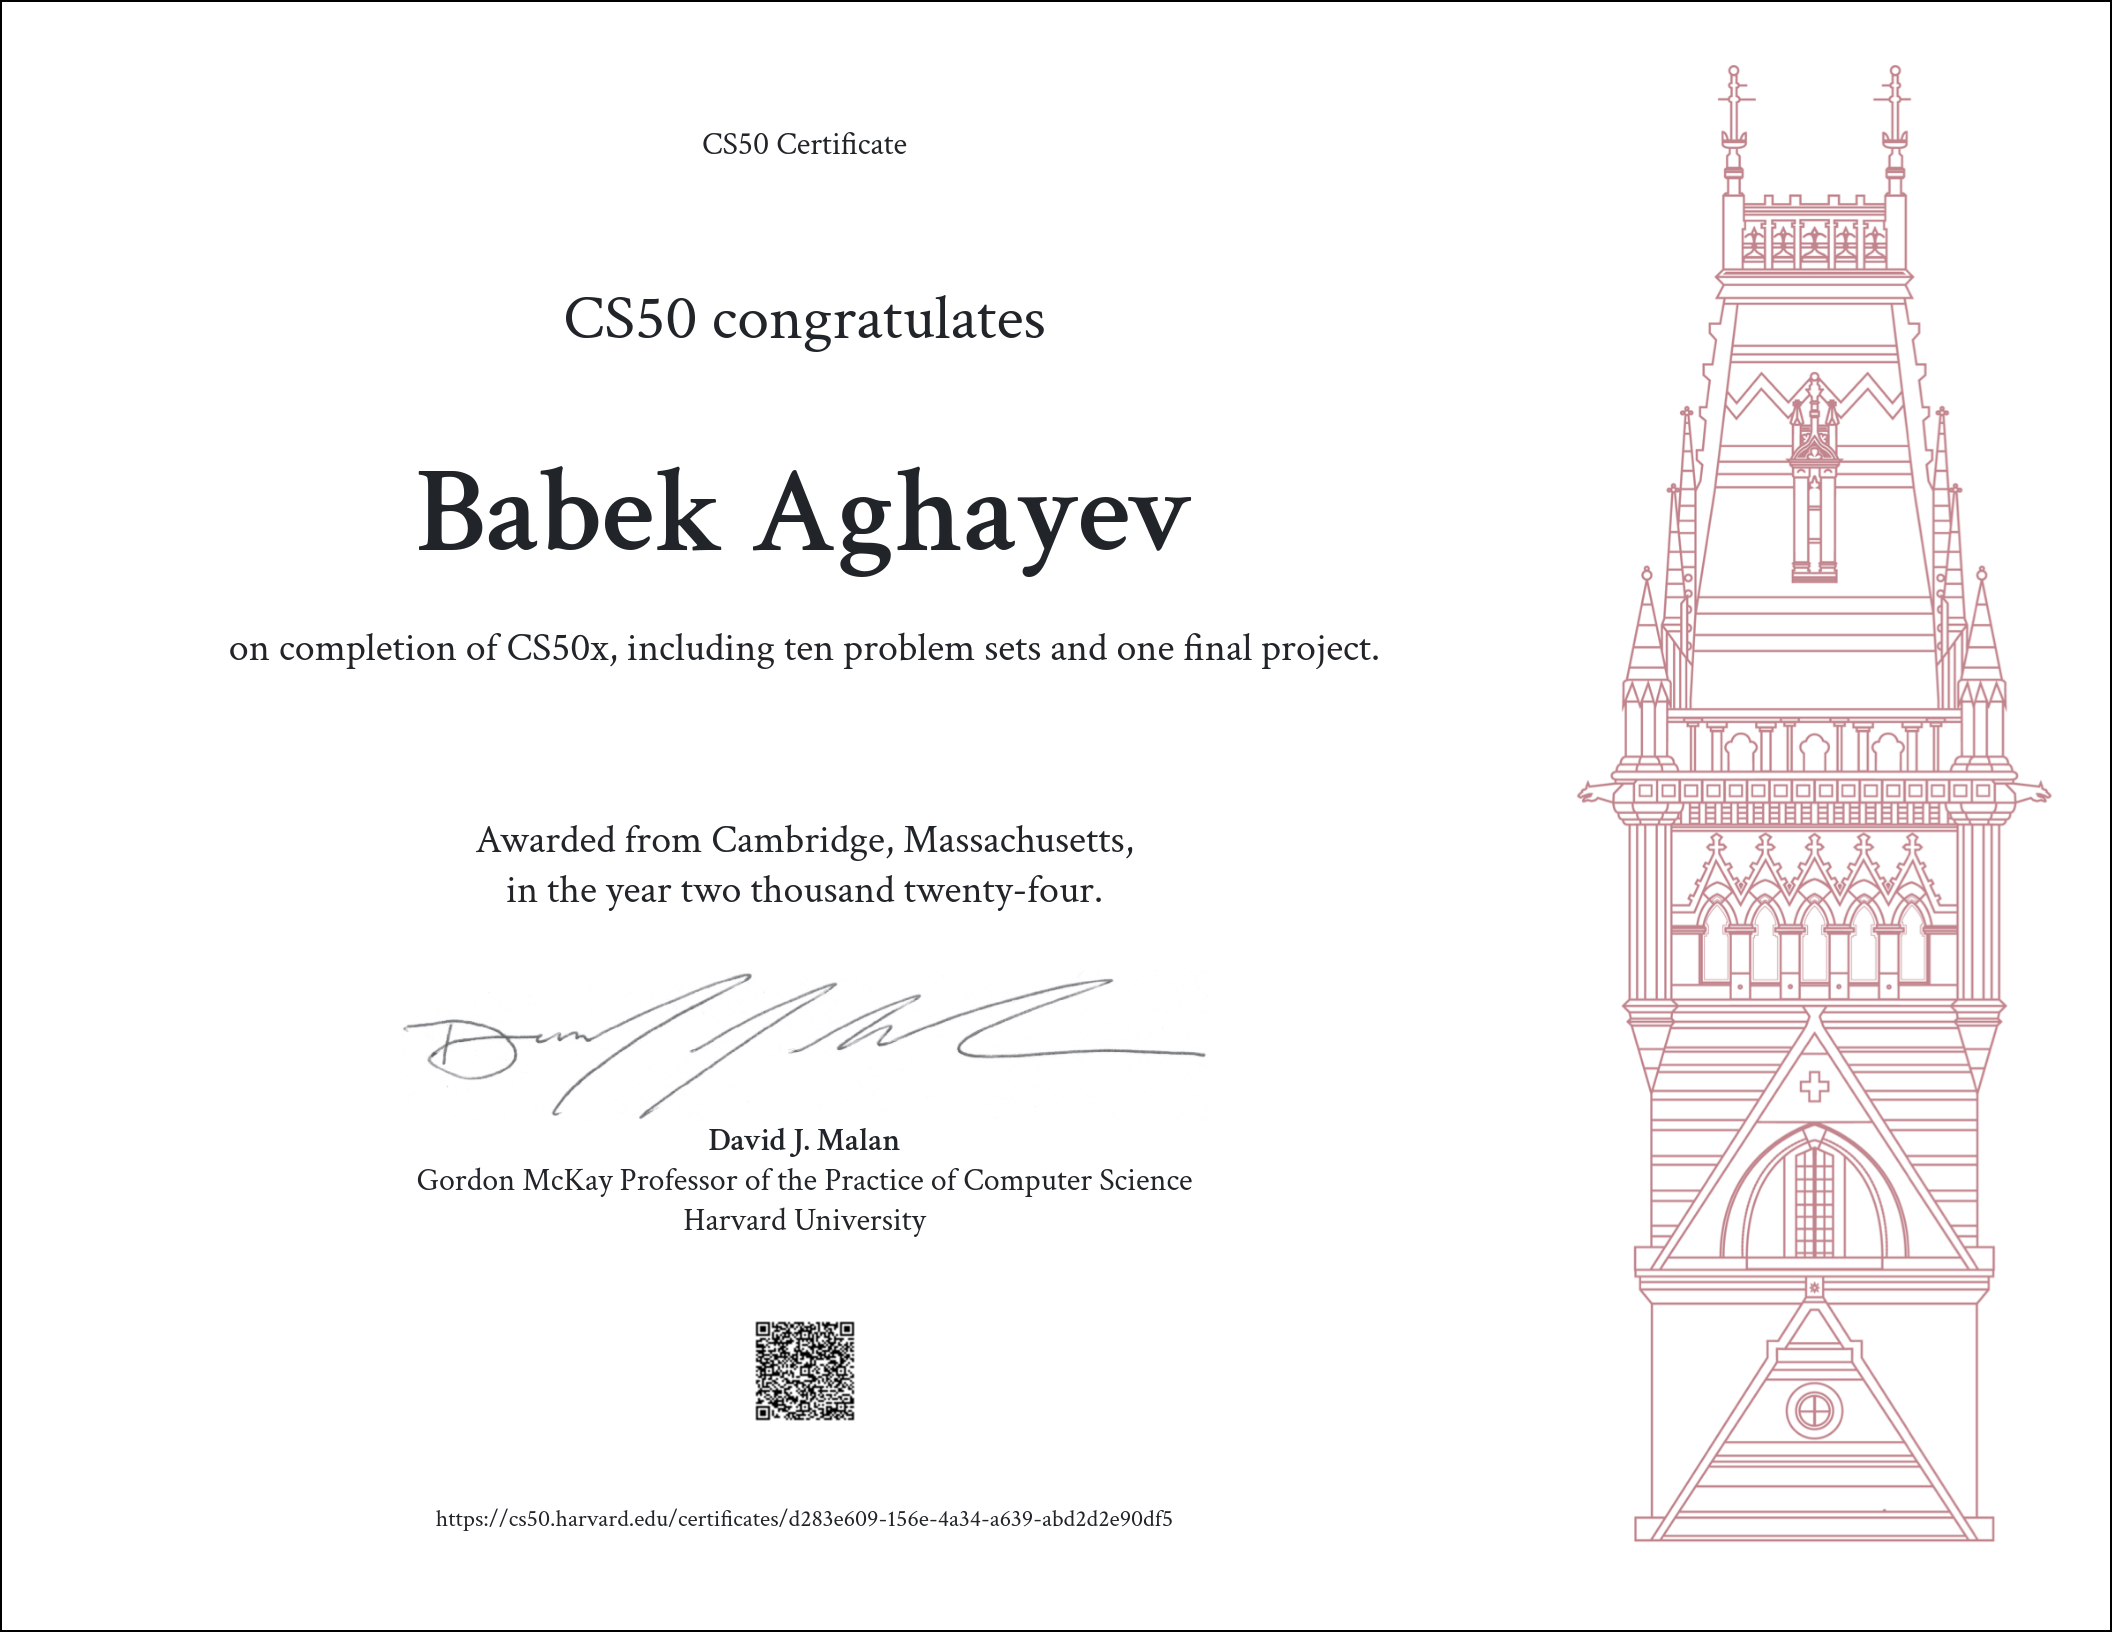 CS50 Certificate
CS50 congratulates
Babek Aghayev
on completion of CS50x, including ten problem sets and one final project.
Awarded from Cambridge, Massachusetts,
in the year two thousand twenty-four.
David J. Malan
Gordon McKay Professor of the Practice of Computer Science
Harvard University
https://cs50.harvard.edu/certificates/d283e609-156e-4a34-a639-abd2d2e90df5